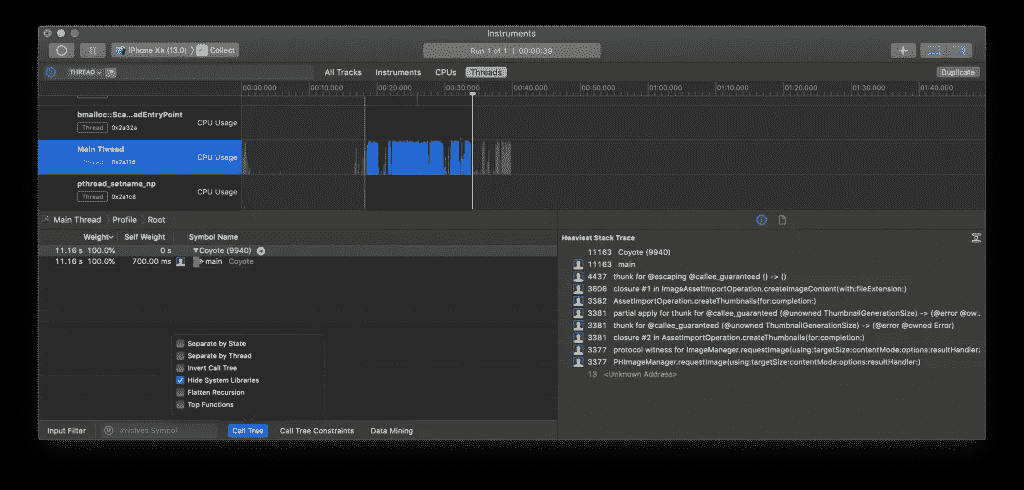 Instruments
iPhone Xʀ (13.0) Collect Run 1 of 1 | 00:00:39
THREAD All Tracks Instruments CPUs Threads Duplicate
00:00.000 00:10.000 00:20.000 00:30.000 00:40.000 00:50.000 01:00.000 01:10.000 01:20.000 01:30.000 01:40.000
bmalloc::Sca...adEntryPoint
Thread 0x2a32a CPU Usage
Main Thread
Thread CPU Usage
pthread_setname_np
Thread CPU Usage
Main Thread Profile Root
Weight Self Weight Symbol Name
11.16 s 100.0% 0 s Coyote (9940)
11.16 s 100.0% 700.00 ms main Coyote
Separate by State
Separate by Thread
Invert Call Tree
Hide System Libraries
Flatten Recursion
Top Functions
Input Filter Involves Symbol Call Tree Call Tree Constraints Data Mining
Heaviest Stack Trace
11163 Coyote (9940)
11163 main
4437 thunk for @escaping @callee_guaranteed () -> ()
3606 closure #1 in ImageAssetImportOperation.createImageContent(with:fileExtension:)
3382 AssetImportOperation.createThumbnails(for:completion:)
3381 partial apply for thunk for @callee_guaranteed (@unowned ThumbnailGenerationSize) -> (@error @ow...
3381 thunk for @callee_guaranteed (@unowned ThumbnailGenerationSize) -> (@error @owned Error)
3381 closure #2 in AssetImportOperation.createThumbnails(for:completion:)
3377 protocol witness for ImageManager.requestImage(using:targetSize:contentMode:options:resultHandler:
3377 PHImageManager.requestImage(using:targetSize:contentMode:options:resultHandler:)
13 <Unknown Address>